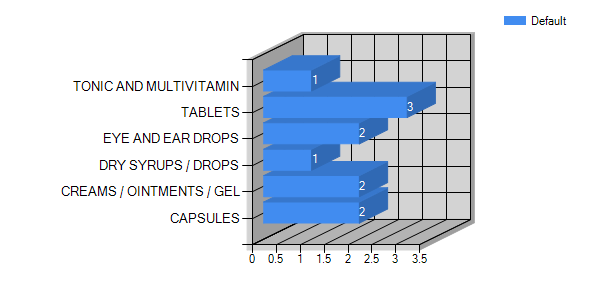 Default
TONIC AND MULTIVITAMIN 1
TABLETS 3
EYE AND EAR DROPS 2
DRY SYRUPS / DROPS 1
CREAMS / OINTMENTS / GEL 2
CAPSULES 2
0 0.5 1 1.5 2 2.5 3 3.5